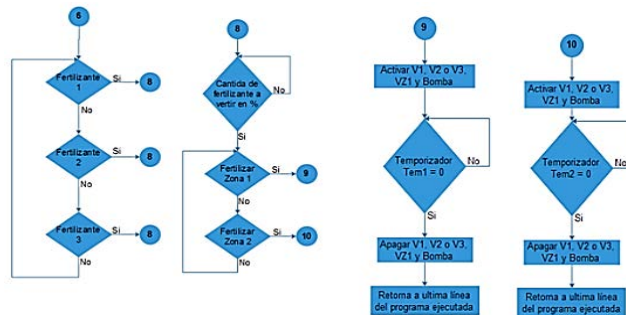 6
Fertilizante
1
Si
8
No
Fertilizante
2
Si
8
No
Fertilizante
3
Si
8
No
8
Cantida de
fertilizante a
vertir en %
No
Si
Fertilizar
Zona 1
Si
9
No
Fertilizar
Zona 2
Si
10
No
9
Activar V1, V2 o V3,
VZ1 y Bomba
Temporizador
Tem1 = 0
No
Si
Apagar V1, V2 o V3,
VZ1 y Bomba
Retorna a ultima línea
del programa ejecutada
10
Activar V1, V2 o V3,
VZ1 y Bomba
Temporizador
Tem2 = 0
No
Si
Apagar V1, V2 o V3,
VZ1 y Bomba
Retorna a ultima línea
del programa ejecutada